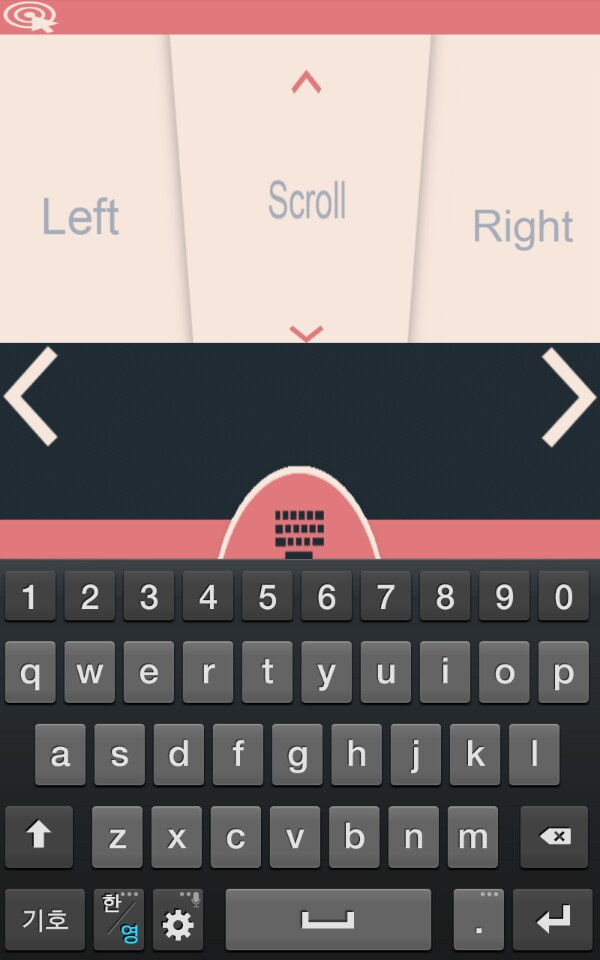 Left
Scroll
Right
1 2 3 4 5 6 7 8 9 0
q w e r t y u i o p
a s d f g h j k l
z x c v b n m
기호 한/영 .